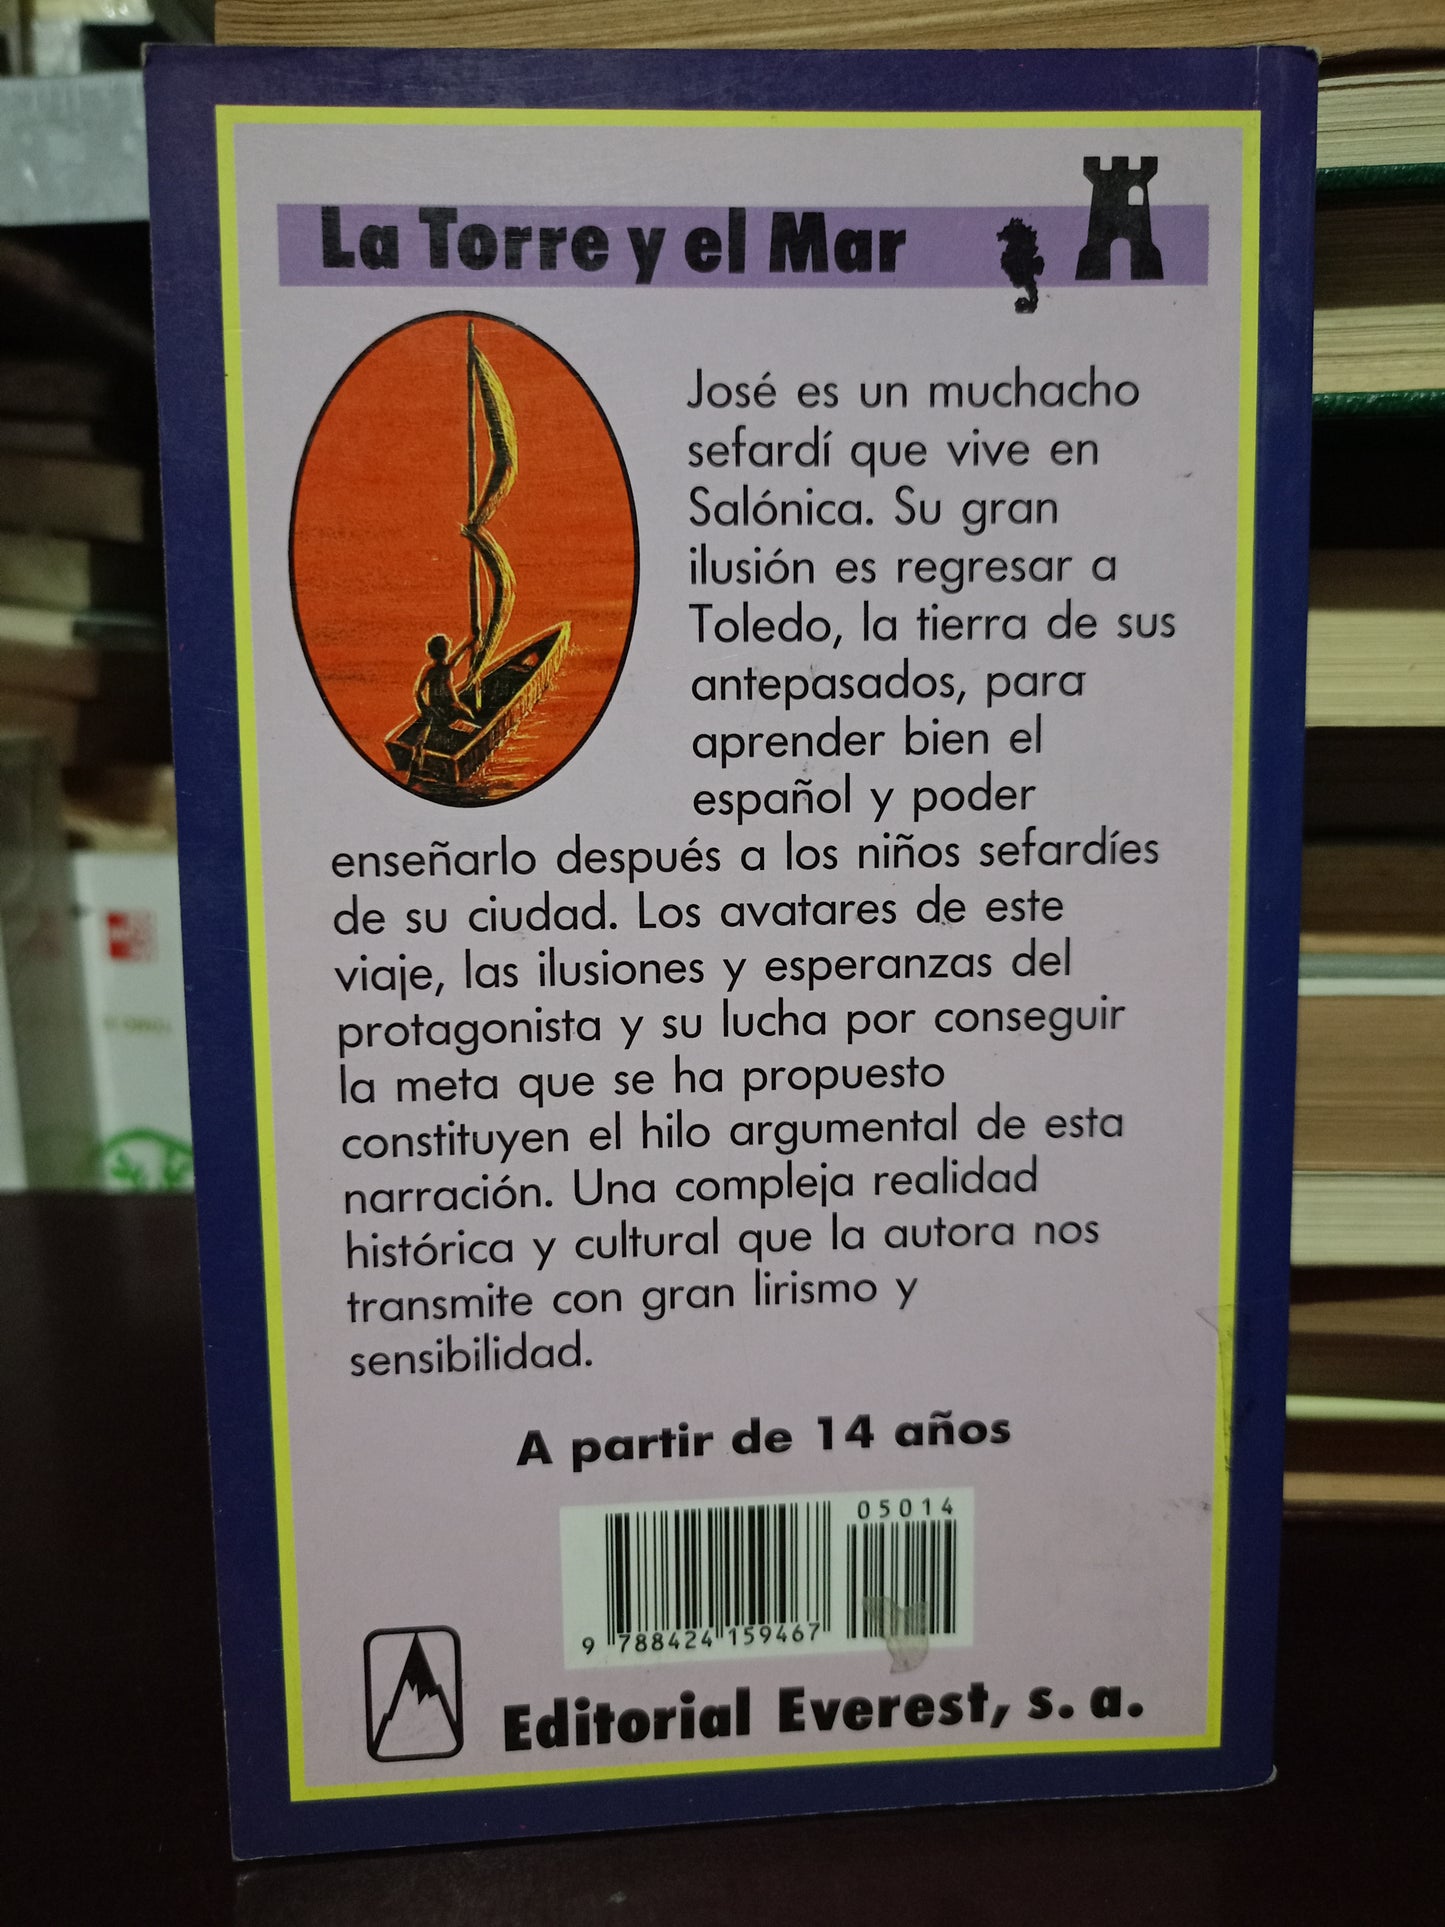 La Torre y el Mar
José es un muchacho
sefardí que vive en
Salónica. Su gran
ilusión es regresar a
Toledo, la tierra de sus
antepasados, para
aprender bien el
español y poder
enseñarlo después a los niños sefardíes
de su ciudad. Los avatares de este
viaje, las ilusiones y esperanzas del
protagonista y su lucha por conseguir
la meta que se ha propuesto
constituyen el hilo argumental de esta
narración. Una compleja realidad
histórica y cultural que la autora nos
transmite con gran lirismo y
sensibilidad.
A partir de 14 años
05014
9 788424 159467
Editorial Everest, s. a.